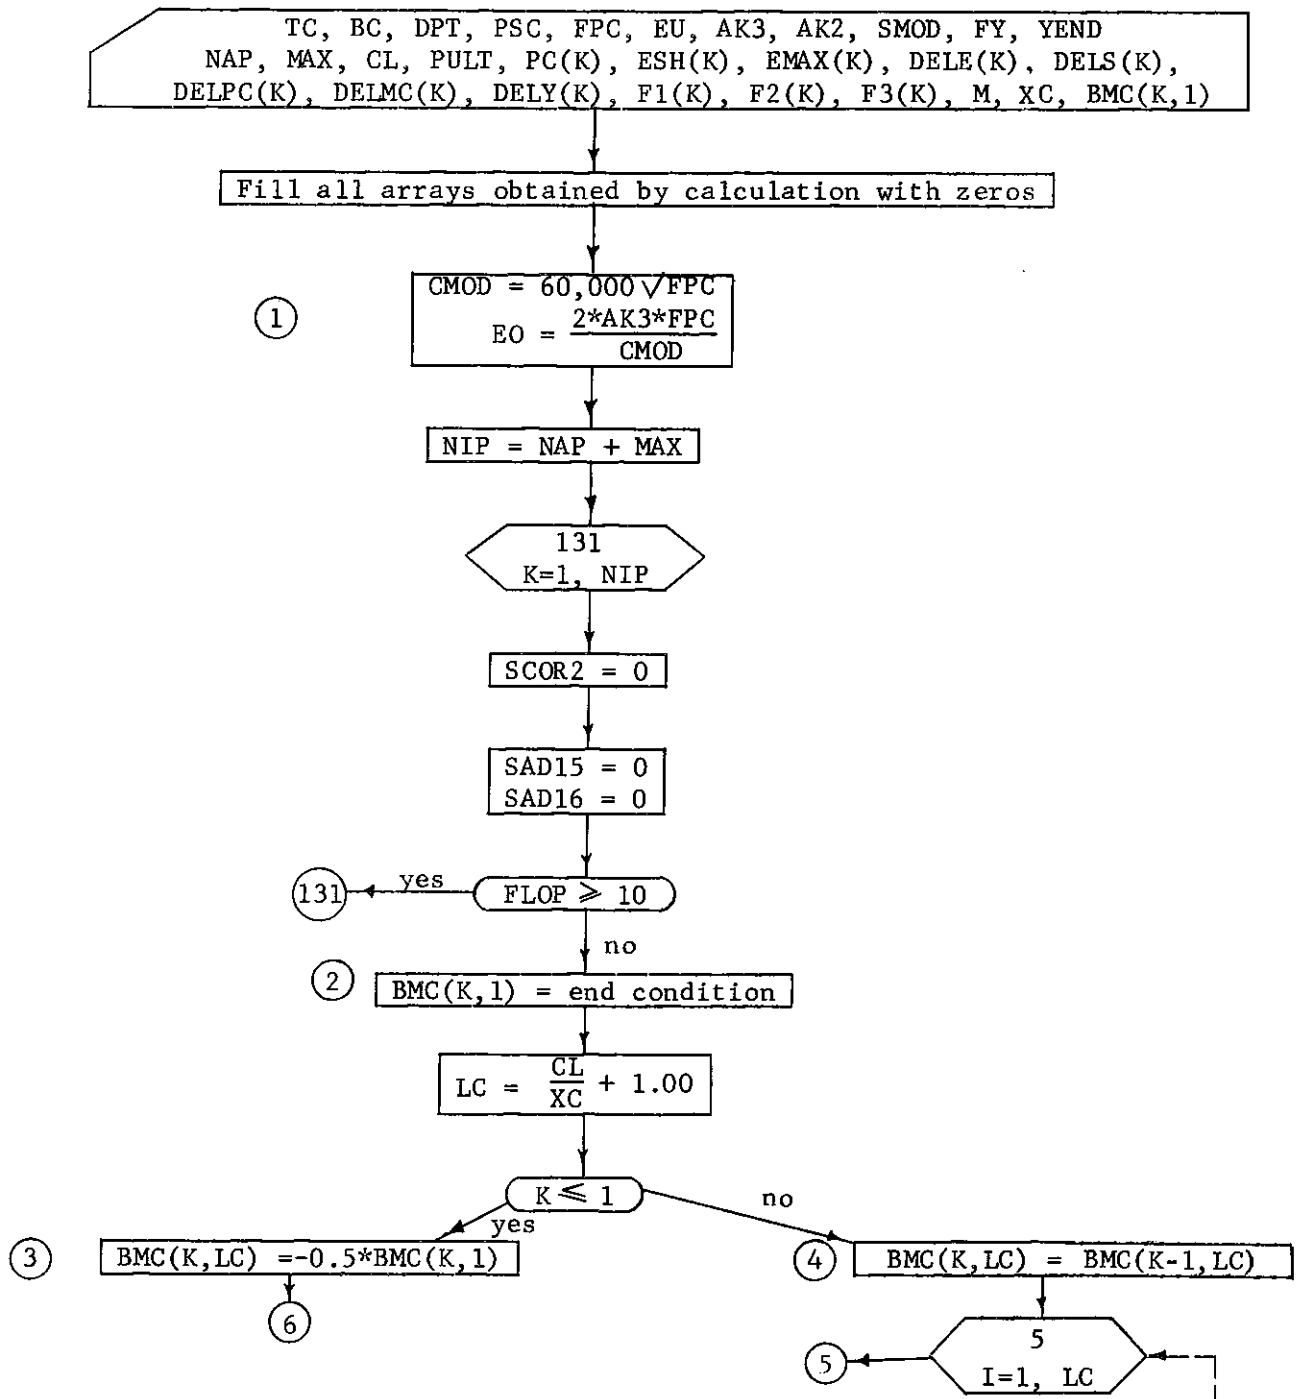 TC, BC, DPT, PSC, FPC, EU, AK3, AK2, SMOD, FY, YEND
NAP, MAX, CL, PULT, PC(K), ESH(K), EMAX(K), DELE(K), DELS(K),
DELPC(K), DELMC(K), DELY(K), F1(K), F2(K), F3(K), M, XC, BMC(K,1)
Fill all arrays obtained by calculation with zeros
1
CMOD = 60,000 √FPC
EO = 2*AK3*FPC
CMOD
NIP = NAP + MAX
131
K=1, NIP
SCOR2 = 0
SAD15 = 0
SAD16 = 0
131
yes
FLOP ⩾ 10
no
2
BMC(K,1) = end condition
LC = CL + 1.00
XC
K ⩽ 1
yes
no
3
BMC(K,LC) =-0.5*BMC(K,1)
6
4
BMC(K,LC) = BMC(K-1,LC)
5
5
I=1, LC